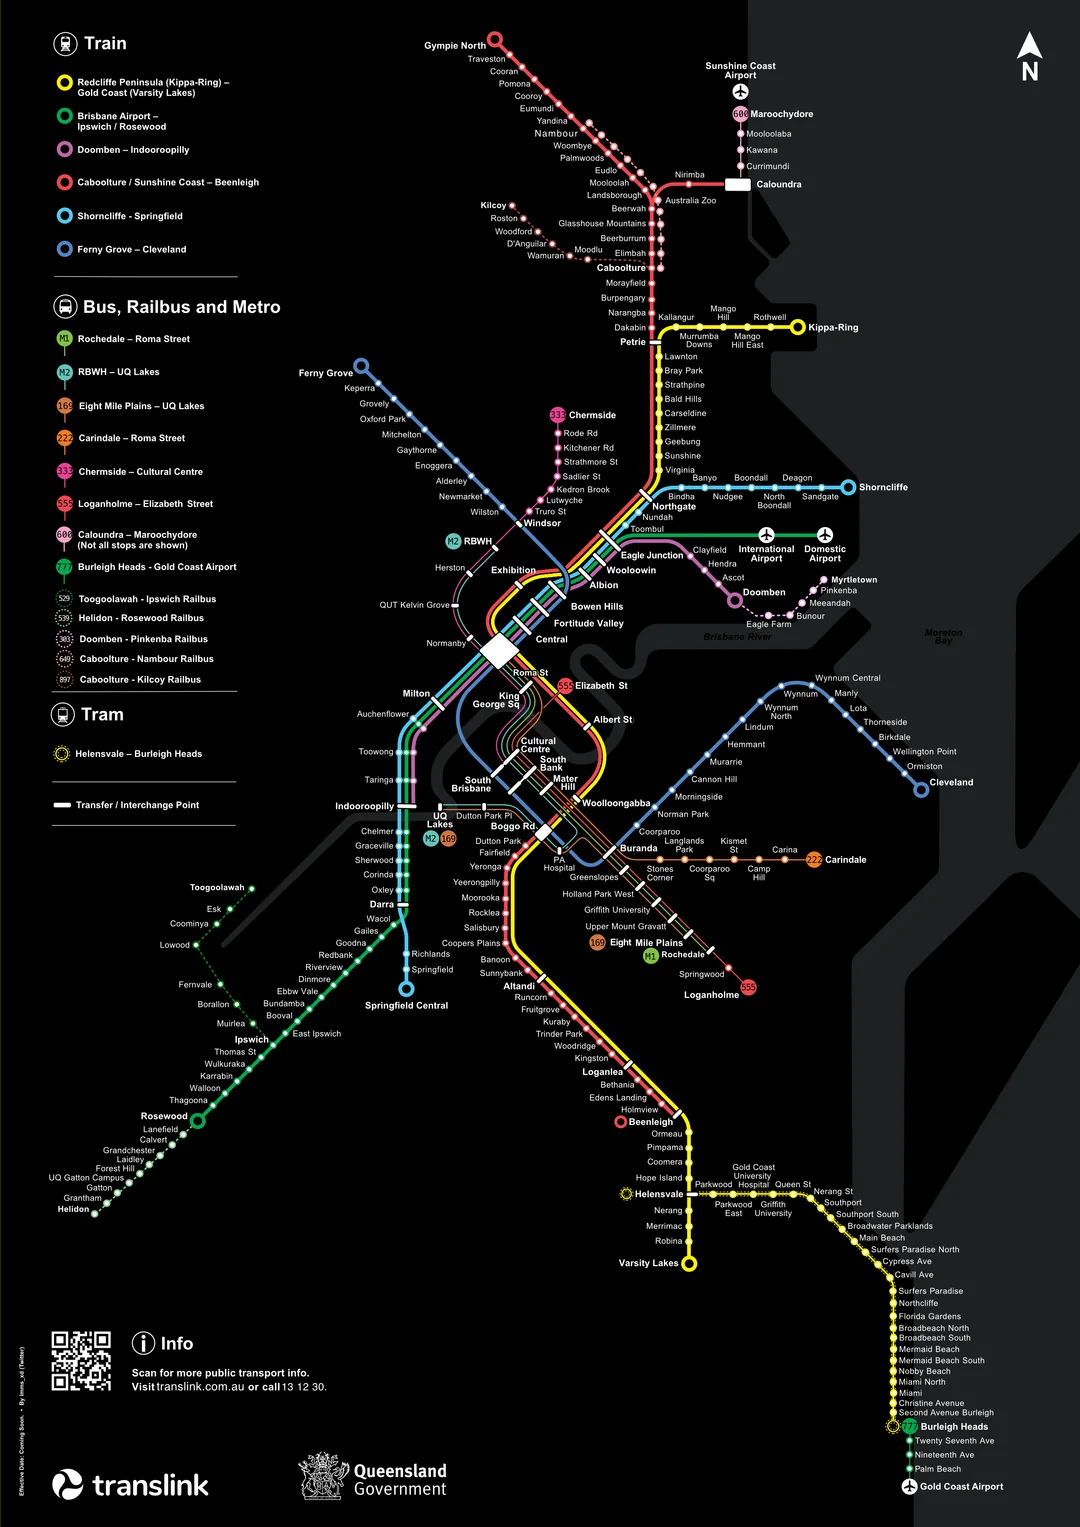 Train
Redcliffe Peninsula (Kippa-Ring) –
Gold Coast (Varsity Lakes)
Brisbane Airport –
Ipswich / Rosewood
Doomben – Indooroopilly
Caboolture / Sunshine Coast – Beenleigh
Shorncliffe - Springfield
Ferny Grove – Cleveland
Bus, Railbus and Metro
M1 Rochedale – Roma Street
M2 RBWH – UQ Lakes
169 Eight Mile Plains – UQ Lakes
222 Carindale – Roma Street
333 Chermside – Cultural Centre
555 Loganholme – Elizabeth Street
600 Caloundra – Maroochydore
(Not all stops are shown)
777 Burleigh Heads - Gold Coast Airport
529 Toogoolawah - Ipswich Railbus
539 Helidon - Rosewood Railbus
303 Doomben - Pinkenba Railbus
649 Caboolture - Nambour Railbus
897 Caboolture - Kilcoy Railbus
Tram
Helensvale – Burleigh Heads
Transfer / Interchange Point
N
Gympie North
Traveston
Cooran
Pomona
Cooroy
Eumundi
Yandina
Nambour
Woombye
Palmwoods
Eudlo
Mooloolah
Landsborough
Beerwah
Glasshouse Mountains
Beerburrum
Elimbah
Caboolture
Morayfield
Burpengary
Narangba
Dakabin
Petrie
Sunshine Coast
Airport
600 Maroochydore
Mooloolaba
Kawana
Currimundi
Caloundra
Nirimba
Australia Zoo
Kilcoy
Roston
Woodford
D'Anguilar
Wamuran
Moodlu
Kallangur
Murrumba
Downs
Mango
Hill
Mango
Hill East
Rothwell
Kippa-Ring
Lawnton
Bray Park
Strathpine
Bald Hills
Carseldine
Zillmere
Geebung
Sunshine
Virginia
Northgate
Bindha
Banyo
Nudgee
Boondall
North
Boondall
Deagon
Sandgate
Shorncliffe
Nundah
Toombul
Eagle Junction
Wooloowin
Albion
Bowen Hills
Fortitude Valley
Central
International
Airport
Domestic
Airport
Clayfield
Hendra
Ascot
Doomben
Eagle Farm
Bunour
Meeandah
Pinkenba
Myrtletown
Brisbane River
Moreton
Bay
Ferny Grove
Keperra
Grovely
Oxford Park
Mitchelton
Gaythorne
Enoggera
Alderley
Newmarket
Wilston
Windsor
333 Chermside
Rode Rd
Kitchener Rd
Strathmore St
Sadlier St
Kedron Brook
Lutwyche
Truro St
M2 RBWH
Herston
QUT Kelvin Grove
Normanby
Exhibition
Roma St
King
George Sq
555 Elizabeth St
Albert St
Cultural
Centre
South
Bank
Mater
Hill
South
Brisbane
Woolloongabba
Boggo Rd
Milton
Auchenflower
Toowong
Taringa
Indooroopilly
UQ
Lakes
M2 169
Dutton Park Pl
Chelmer
Graceville
Sherwood
Corinda
Oxley
Darra
Richlands
Springfield
Springfield Central
Wacol
Gailes
Goodna
Redbank
Riverview
Dinmore
Ebbw Vale
Bundamba
Booval
East Ipswich
Ipswich
Thomas St
Wulkuraka
Karrabin
Walloon
Thagoona
Rosewood
Lanefield
Calvert
Grandchester
Laidley
Forest Hill
UQ Gatton Campus
Gatton
Grantham
Helidon
Toogoolawah
Esk
Coominya
Lowood
Fernvale
Borallon
Muirlea
PA
Hospital
Buranda
Coorparoo
Norman Park
Morningside
Cannon Hill
Murarrie
Hemmant
Lindum
Wynnum
North
Wynnum
Wynnum Central
Manly
Lota
Thorneside
Birkdale
Wellington Point
Ormiston
Cleveland
Stones
Corner
Langlands
Park
Coorparoo
Sq
Kismet
St
Camp
Hill
Carina
222 Carindale
Greenslopes
Holland Park West
Griffith University
Upper Mount Gravatt
169 Eight Mile Plains
M1 Rochedale
Springwood
Loganholme
555
Dutton Park
Fairfield
Yeronga
Yeerongpilly
Moorooka
Rocklea
Salisbury
Coopers Plains
Banoon
Sunnybank
Altandi
Runcorn
Fruitgrove
Kuraby
Trinder Park
Woodridge
Kingston
Loganlea
Bethania
Edens Landing
Holmview
Beenleigh
Ormeau
Pimpama
Coomera
Hope Island
Helensvale
Nerang
Merrimac
Robina
Varsity Lakes
Parkwood
Parkwood
East
Gold Coast
University
Hospital
Griffith
University
Queen St
Nerang St
Southport
Southport South
Broadwater Parklands
Main Beach
Surfers Paradise North
Cypress Ave
Cavill Ave
Surfers Paradise
Northcliffe
Florida Gardens
Broadbeach North
Broadbeach South
Mermaid Beach
Mermaid Beach South
Nobby Beach
Miami North
Miami
Christine Avenue
Second Avenue Burleigh
777 Burleigh Heads
Twenty Seventh Ave
Nineteenth Ave
Palm Beach
Gold Coast Airport
Info
Scan for more public transport info.
Visit translink.com.au or call 13 12 30.
translink
Queensland
Government
Effective Date: Coming Soon. • By lmms_xd (Twitter)